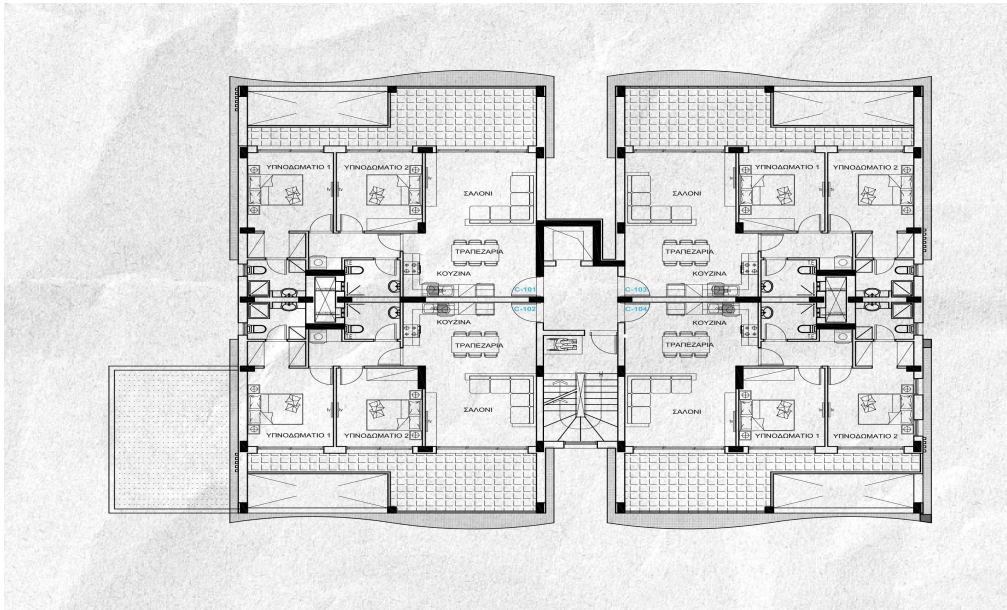 ΥΠΝΟΔΩΜΑΤΙΟ 1
ΥΠΝΟΔΩΜΑΤΙΟ 2
ΣΑΛΟΝΙ
ΤΡΑΠΕΖΑΡΙΑ
ΚΟΥΖΙΝΑ
C-101
ΣΑΛΟΝΙ
ΥΠΝΟΔΩΜΑΤΙΟ 1
ΥΠΝΟΔΩΜΑΤΙΟ 2
ΤΡΑΠΕΖΑΡΙΑ
ΚΟΥΖΙΝΑ
C-103
C-102
ΚΟΥΖΙΝΑ
ΤΡΑΠΕΖΑΡΙΑ
ΣΑΛΟΝΙ
ΥΠΝΟΔΩΜΑΤΙΟ 1
ΥΠΝΟΔΩΜΑΤΙΟ 2
C-104
ΚΟΥΖΙΝΑ
ΤΡΑΠΕΖΑΡΙΑ
ΣΑΛΟΝΙ
ΥΠΝΟΔΩΜΑΤΙΟ 1
ΥΠΝΟΔΩΜΑΤΙΟ 2